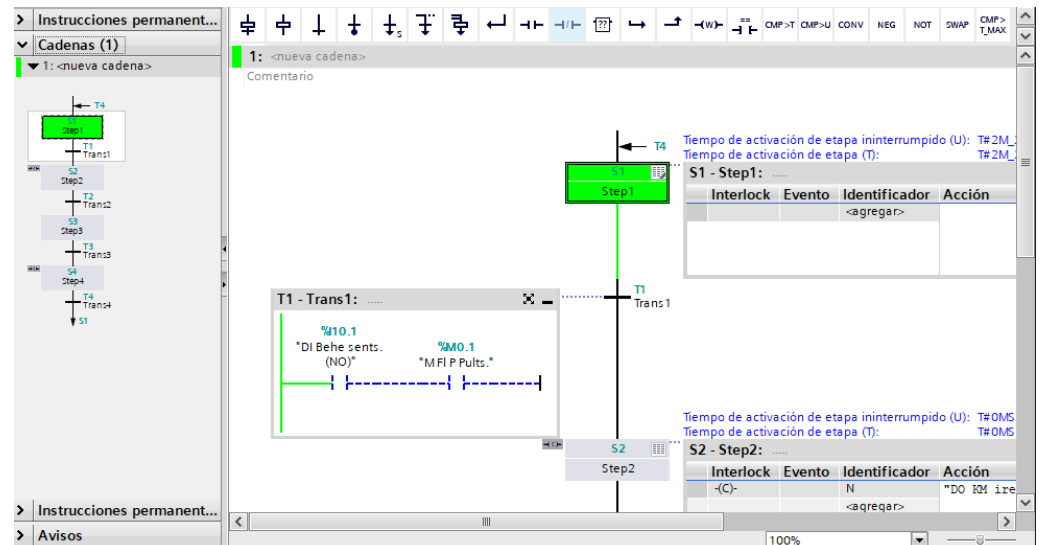 Instrucciones permanent...
Cadenas (1)
1: <nueva cadena>
T4
S1
Step1
T1
Trans1
S2
Step2
T2
Trans2
S3
Step3
T3
Trans3
S4
Step4
T4
Trans4
S1
Instrucciones permanent...
Avisos
S
??
(W)
==
CMP>T
CMP>U
CONV
NEG
NOT
SWAP
CMP>
T_MAX
1: <nueva cadena>
Comentario
T4
Tiempo de activación de etapa ininterrumpido (U): T#2M_
Tiempo de activación de etapa (T): T#2M_
S1
Step1
S1 - Step1: .....
Interlock Evento Identificador Acción
<agregar>
T1
Trans1
T1 - Trans1: .....
%I10.1
"DI Behe sents.
(NO)"
%M0.1
"M Fl P Pults."
Tiempo de activación de etapa ininterrumpido (U): T#0MS
Tiempo de activación de etapa (T): T#0MS
S2
Step2
S2 - Step2: .....
Interlock Evento Identificador Acción
-(C)- N "DO KM ire
<agregar>
100%